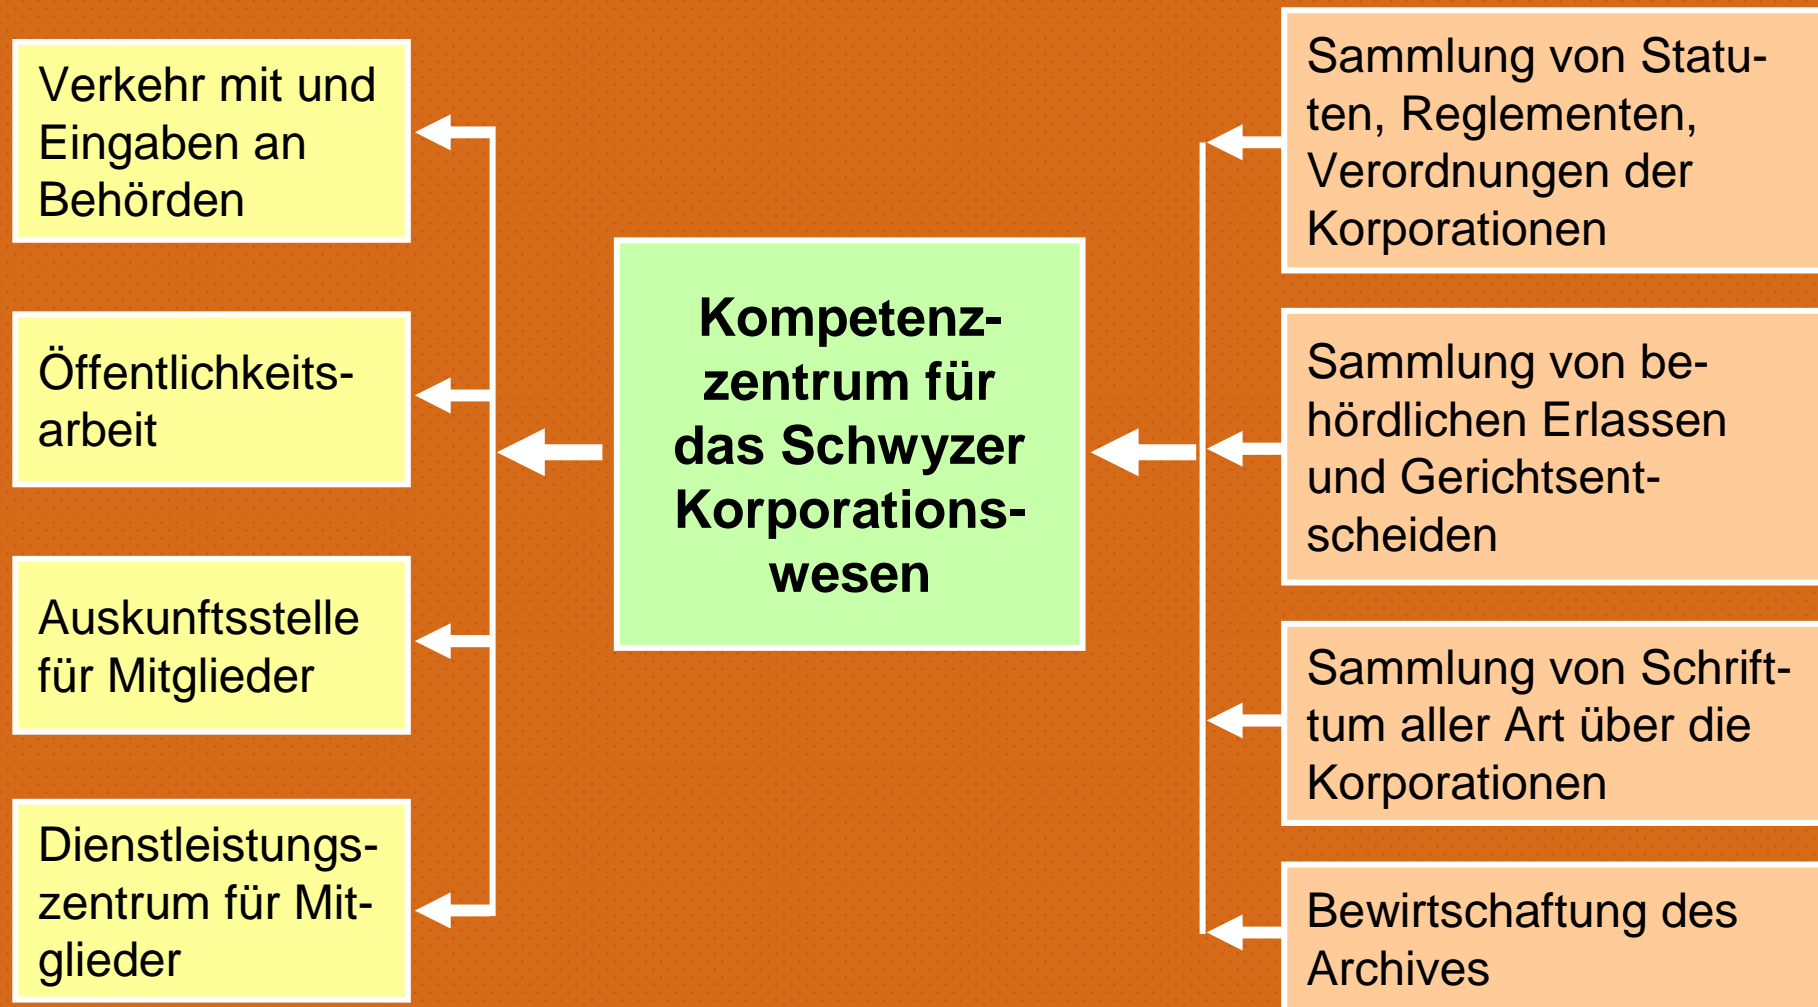 Verkehr mit und
Eingaben an
Behörden
Öffentlichkeits-
arbeit
Auskunftsstelle
für Mitglieder
Dienstleistungs-
zentrum für Mit-
glieder
Kompetenz-
zentrum für
das Schwyzer
Korporations-
wesen
Sammlung von Statu-
ten, Reglementen,
Verordnungen der
Korporationen
Sammlung von be-
hördlichen Erlassen
und Gerichtsent-
scheiden
Sammlung von Schrift-
tum aller Art über die
Korporationen
Bewirtschaftung des
Archives